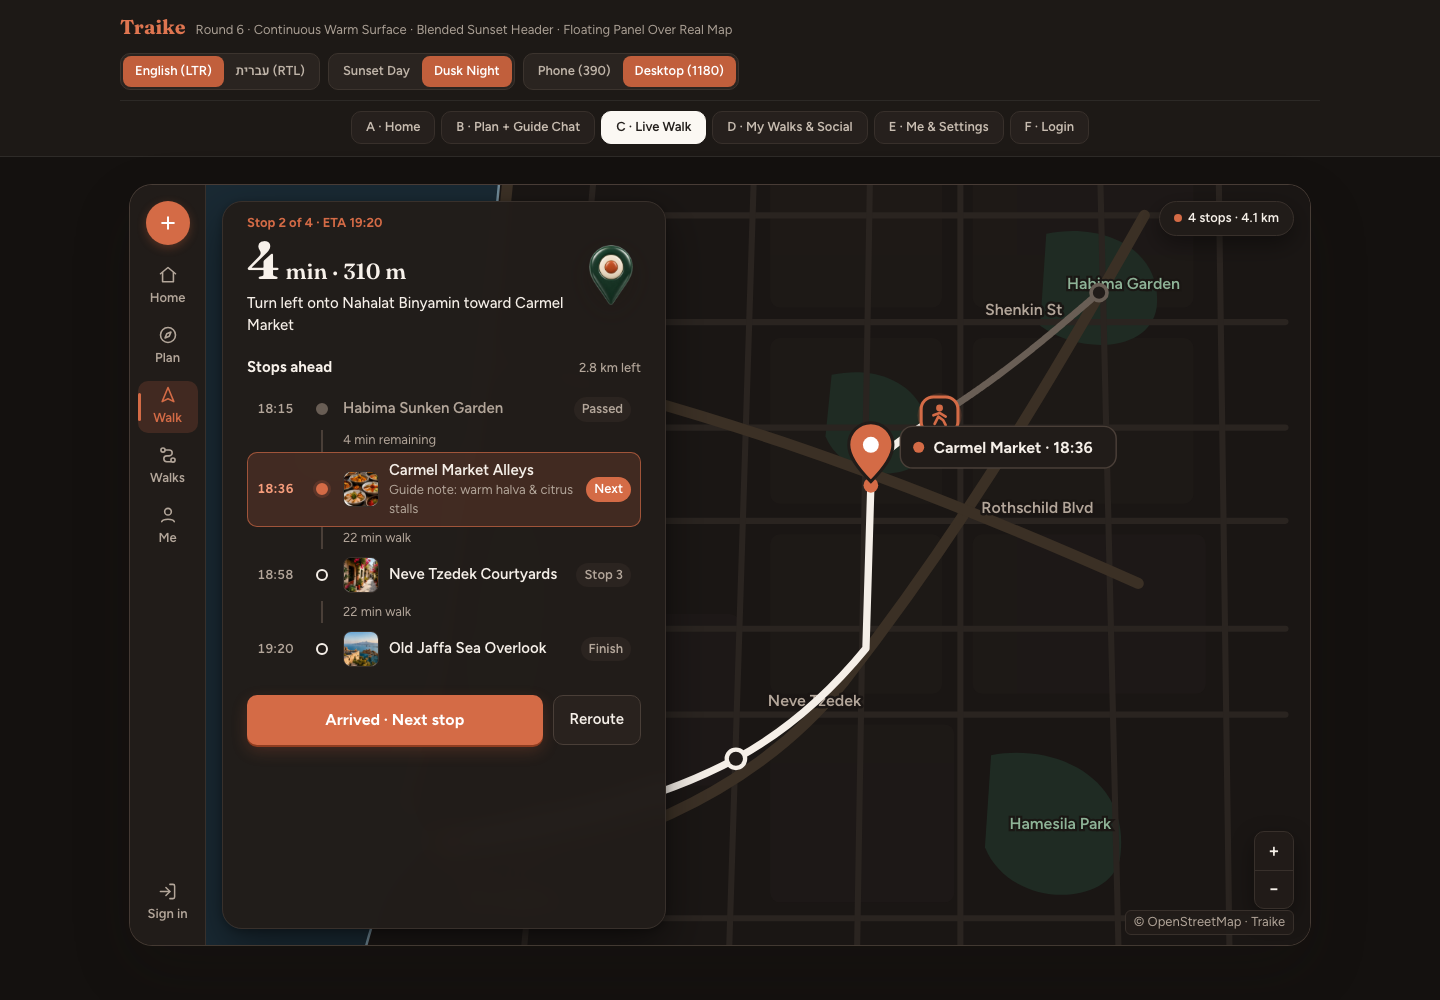 Traike
Round 6 · Continuous Warm Surface · Blended Sunset Header · Floating Panel Over Real Map
English (LTR)
עברית (RTL)
Sunset Day
Dusk Night
Phone (390)
Desktop (1180)
A · Home
B · Plan + Guide Chat
C · Live Walk
D · My Walks & Social
E · Me & Settings
F · Login
Home
Plan
Walk
Walks
Me
Sign in
Stop 2 of 4 · ETA 19:20
4 min · 310 m
Turn left onto Nahalat Binyamin toward Carmel
Market
Stops ahead
2.8 km left
18:15
Habima Sunken Garden
Passed
4 min remaining
18:36
Carmel Market Alleys
Guide note: warm halva & citrus
stalls
Next
22 min walk
18:58
Neve Tzedek Courtyards
Stop 3
22 min walk
19:20
Old Jaffa Sea Overlook
Finish
Arrived · Next stop
Reroute
4 stops · 4.1 km
Habima Garden
Shenkin St
Carmel Market · 18:36
Rothschild Blvd
Neve Tzedek
Hamesila Park
+
−
© OpenStreetMap · Traike